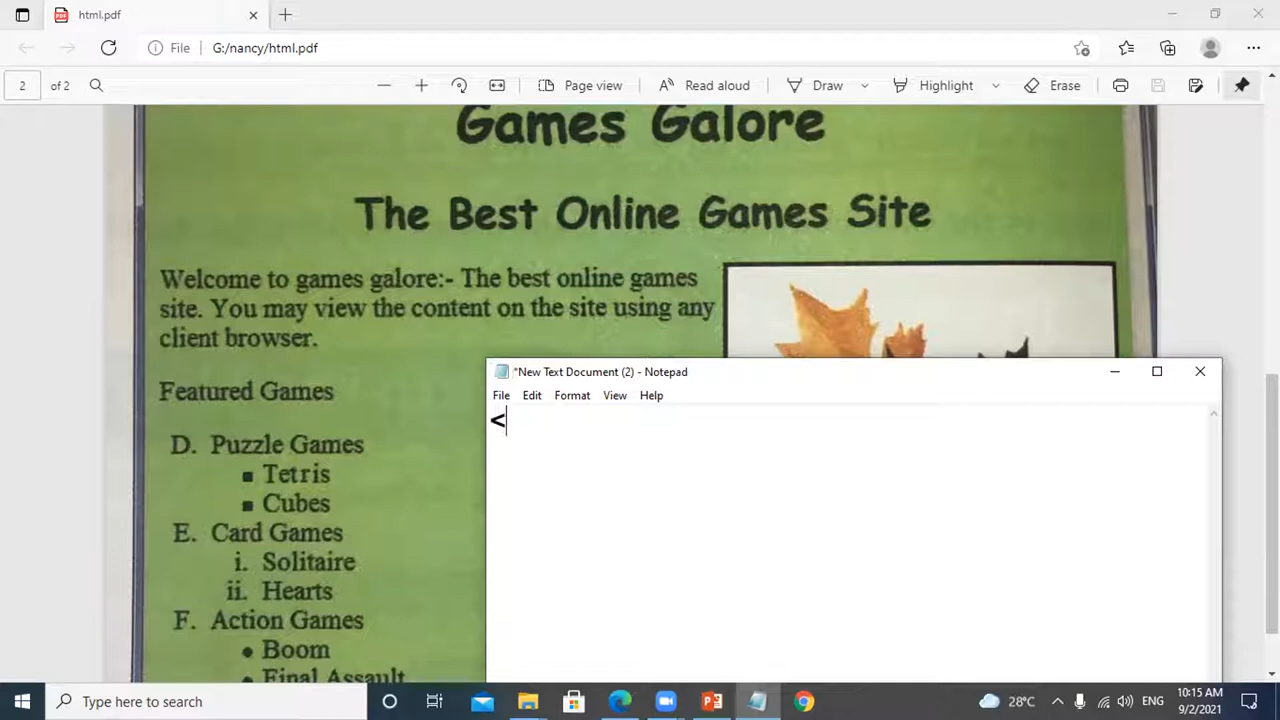 html.pdf
File G:/nancy/html.pdf
2 of 2 Page view Read aloud Draw Highlight Erase
Games Galore
The Best Online Games Site
Welcome to games galore:- The best online games
site. You may view the content on the site using any
client browser.
Featured Games
D. Puzzle Games
■ Tetris
■ Cubes
E. Card Games
i. Solitaire
ii. Hearts
F. Action Games
• Boom
• Final Assault
*New Text Document (2) - Notepad
File Edit Format View Help
<
Type here to search
28°C ENG
10:15 AM
9/2/2021